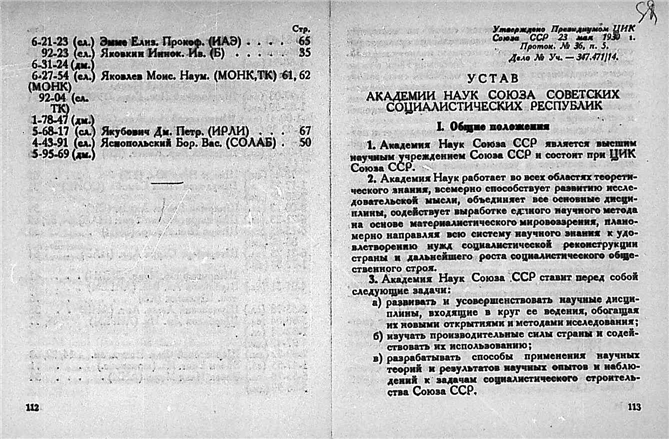 Стр.
6-21-23 (сл.) Эмме Елиз. Прокоф. (ИАЭ) . . . . 65
92-23 (сл.) Яковкин Иннок. Ив. (Б) . . . . . 35
6-31-24 (дм.)
6-27-54 (сл.) Яковлев Моис. Наум. (МОНК, ТК) 61, 62
(МОНК)
92-04 (сл.
ТК)
1-78-47 (дм.)
5-68-17 (сл.) Якубович Дм. Петр. (ИРЛИ) . . . 67
4-43-91 (сл.) Яснопольский Бор. Вас. (СОЛАБ) . 50
5-95-69 (дм.)
112
Утверждено Президиумом ЦИК
Союза ССР 23 мая 1930 г.
Проток. № 36, п. 5.
Дело № Уч. — 347.471|14.
УСТАВ
АКАДЕМИИ НАУК СОЮЗА СОВЕТСКИХ
СОЦИАЛИСТИЧЕСКИХ РЕСПУБЛИК
I. Общие положения
1. Академия Наук Союза ССР является высшим
научным учреждением Союза ССР и состоит при ЦИК
Союза ССР.
2. Академия Наук работает во всех областях теорети-
ческого знания, всемерно способствует развитию иссле-
довательской мысли, объединяет все основные дисци-
плины, содействует выработке единого научного метода
на основе материалистического мировоззрения, плано-
мерно направляя всю систему научного знания к удо-
влетворению нужд социалистической реконструкции
страны и дальнейшего роста социалистического обще-
ственного строя.
3. Академия Наук Союза ССР ставит перед собой
следующие задачи:
а) развивать и усовершенствовать научные дисци-
плины, входящие в круг ее ведения, обогащая
их новыми открытиями и методами исследования;
б) изучать производительные силы страны и содей-
ствовать их использованию;
в) разрабатывать способы применения научных
теорий и результатов научных опытов и наблю-
дений к задачам социалистического строитель-
ства Союза ССР.
113